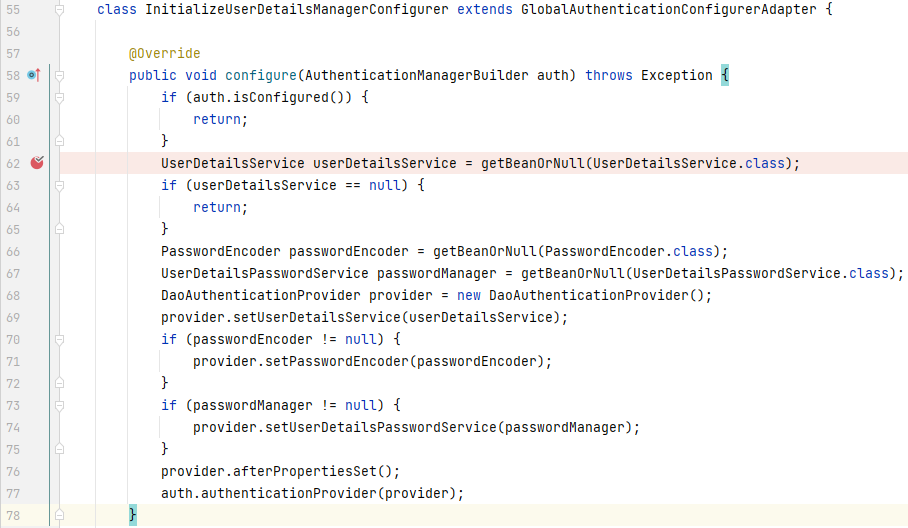 55 class InitializeUserDetailsManagerConfigurer extends GlobalAuthenticationConfigurerAdapter {
56
57 @Override
58 public void configure(AuthenticationManagerBuilder auth) throws Exception {
59 if (auth.isConfigured()) {
60 return;
61 }
62 UserDetailsService userDetailsService = getBeanOrNull(UserDetailsService.class);
63 if (userDetailsService == null) {
64 return;
65 }
66 PasswordEncoder passwordEncoder = getBeanOrNull(PasswordEncoder.class);
67 UserDetailsPasswordService passwordManager = getBeanOrNull(UserDetailsPasswordService.class);
68 DaoAuthenticationProvider provider = new DaoAuthenticationProvider();
69 provider.setUserDetailsService(userDetailsService);
70 if (passwordEncoder != null) {
71 provider.setPasswordEncoder(passwordEncoder);
72 }
73 if (passwordManager != null) {
74 provider.setUserDetailsPasswordService(passwordManager);
75 }
76 provider.afterPropertiesSet();
77 auth.authenticationProvider(provider);
78 }